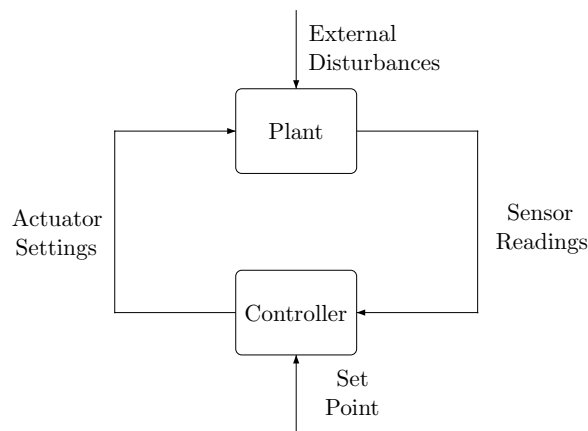 External
Disturbances
Plant
Actuator
Settings
Sensor
Readings
Controller
Set
Point